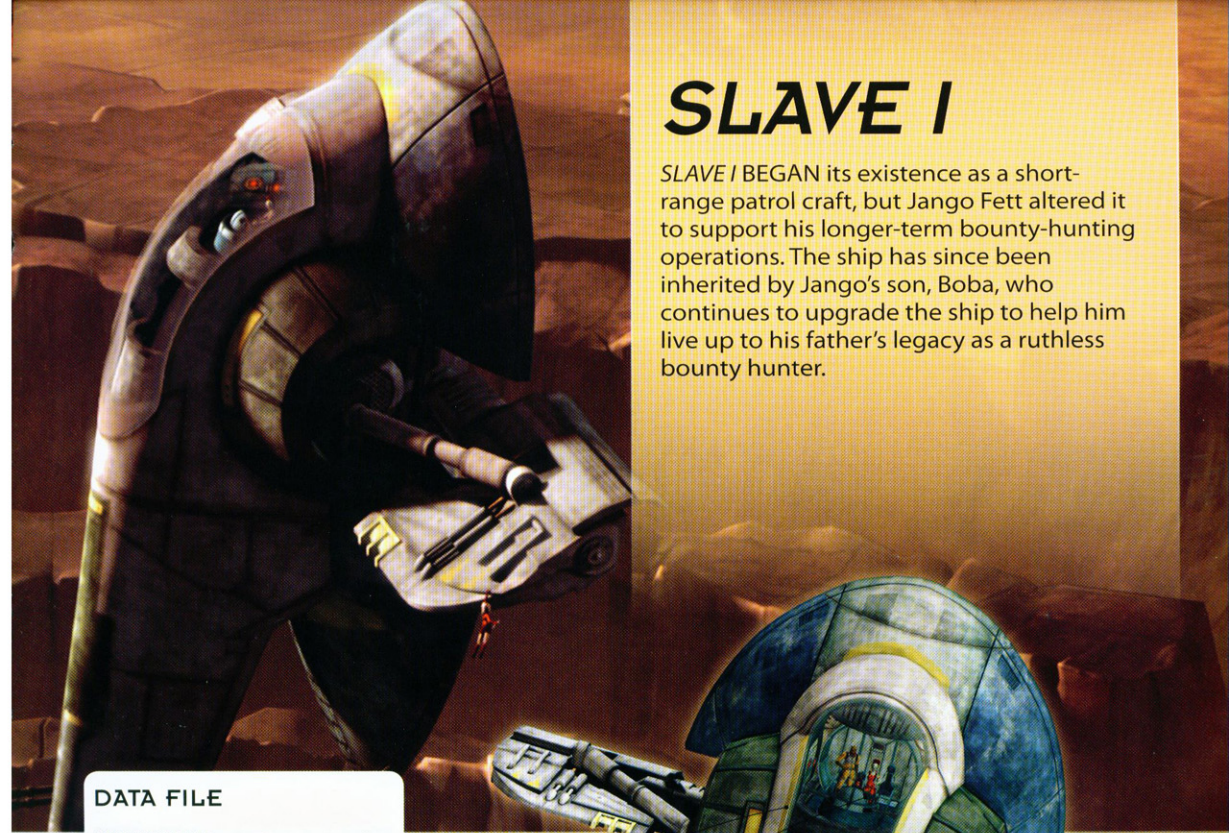 SLAVE I
SLAVE I BEGAN its existence as a short-
range patrol craft, but Jango Fett altered it
to support his longer-term bounty-hunting
operations. The ship has since been
inherited by Jango's son, Boba, who
continues to upgrade the ship to help him
live up to his father's legacy as a ruthless
bounty hunter.
DATA FILE